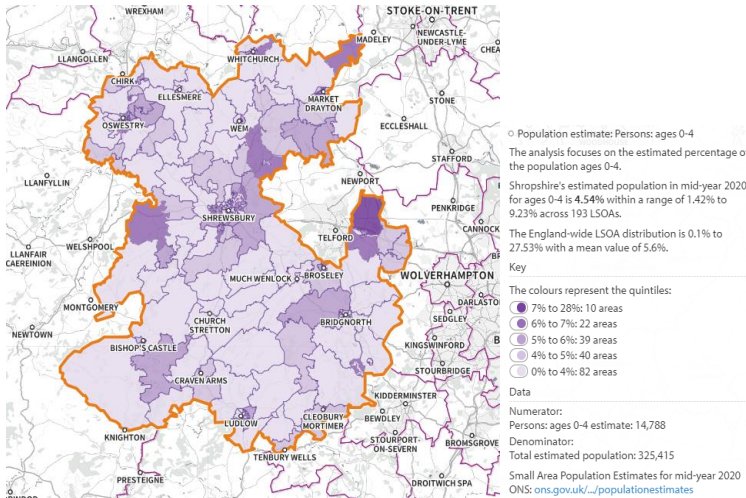 WREXHAM
STOKE-ON-TRENT
NEWCASTLE-
UNDER-LYME
MADELEY
CHEA
LLANGOLLEN
WHITCHURCH
CHIRK
ELLESMERE
MARKET
DRAYTON
STONE
OSWESTRY
WEM
ECCLESHALL
STAFFORD
LLANFYLLIN
NEWPORT
PENKRIDGE
SHREWSBURY
TELFORD
CANNOCK
WELSHPOOL
LLANFAIR
CAEREINION
MUCH WENLOCK
BROSELEY
WOLVERHAMPTON
MONTGOMERY
DARLASTO
CHURCH
STRETTON
BRIDGNORTH
SEDGLEY
NEWTOWN
BISHOP'S CASTLE
KINGSWINFORD
B
STOURBRIDGE
CRAVEN ARMS
KIDDERMINSTER
LUDLOW
CLEOBURY
MORTIMER
BEWDLEY
KNIGHTON
STOURPORT
-ON-SEVERN
BROMSGROVE
TENBURY WELLS
PRESTEIGNE
DROITWICH SPA
Population estimate: Persons: ages 0-4
The analysis focuses on the estimated percentage of
the population ages 0-4.
Shropshire's estimated population in mid-year 2020
for ages 0-4 is 4.54% within a range of 1.42% to
9.23% across 193 LSOAs.
The England-wide LSOA distribution is 0.1% to
27.53% with a mean value of 5.6%.
Key
The colours represent the quintiles:
7% to 28%: 10 areas
6% to 7%: 22 areas
5% to 6%: 39 areas
4% to 5%: 40 areas
0% to 4%: 82 areas
Data
Numerator:
Persons: ages 0-4 estimate: 14,788
Denominator:
Total estimated population: 325,415
Small Area Population Estimates for mid-year 2020
ONS: ons.gov.uk/.../populationestimates